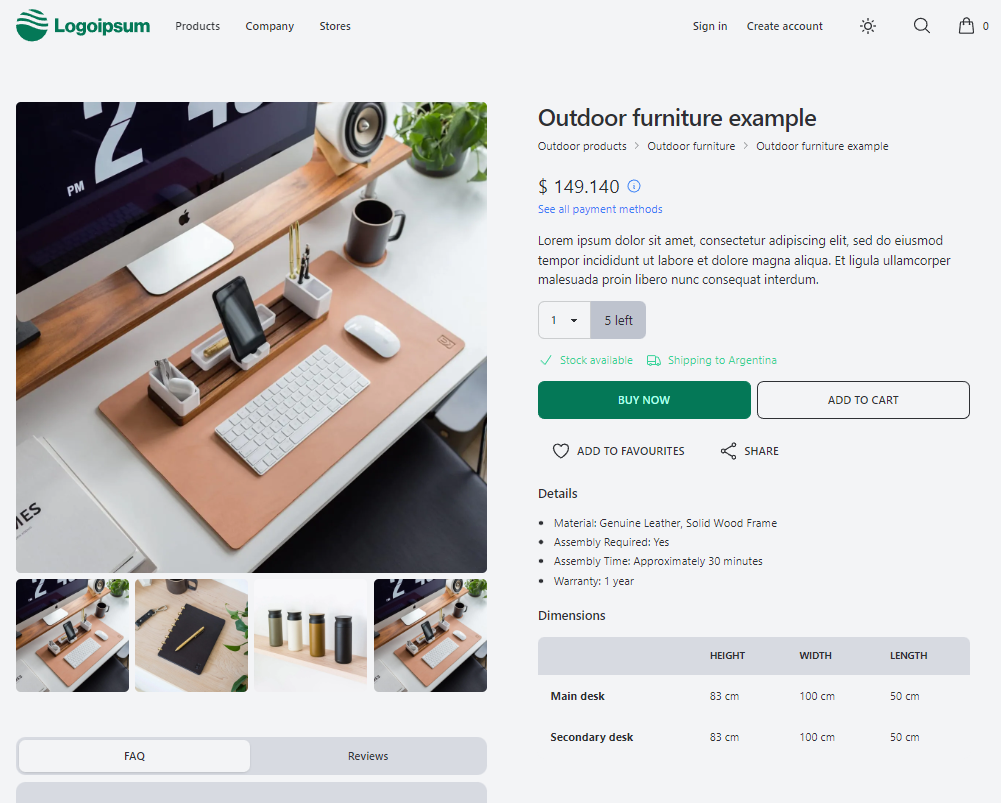 Logoipsum
Products
Company
Stores
Sign in
Create account
0
PM
2
Outdoor furniture example
Outdoor products > Outdoor furniture > Outdoor furniture example
$ 149.140
See all payment methods
Lorem ipsum dolor sit amet, consectetur adipiscing elit, sed do eiusmod
tempor incididunt ut labore et dolore magna aliqua. Et ligula ullamcorper
malesuada proin libero nunc consequat interdum.
1
5 left
Stock available
Shipping to Argentina
BUY NOW
ADD TO CART
ADD TO FAVOURITES
SHARE
Details
• Material: Genuine Leather, Solid Wood Frame
• Assembly Required: Yes
• Assembly Time: Approximately 30 minutes
• Warranty: 1 year
Dimensions
HEIGHT WIDTH LENGTH
Main desk 83 cm 100 cm 50 cm
Secondary desk 83 cm 100 cm 50 cm
FAQ
Reviews